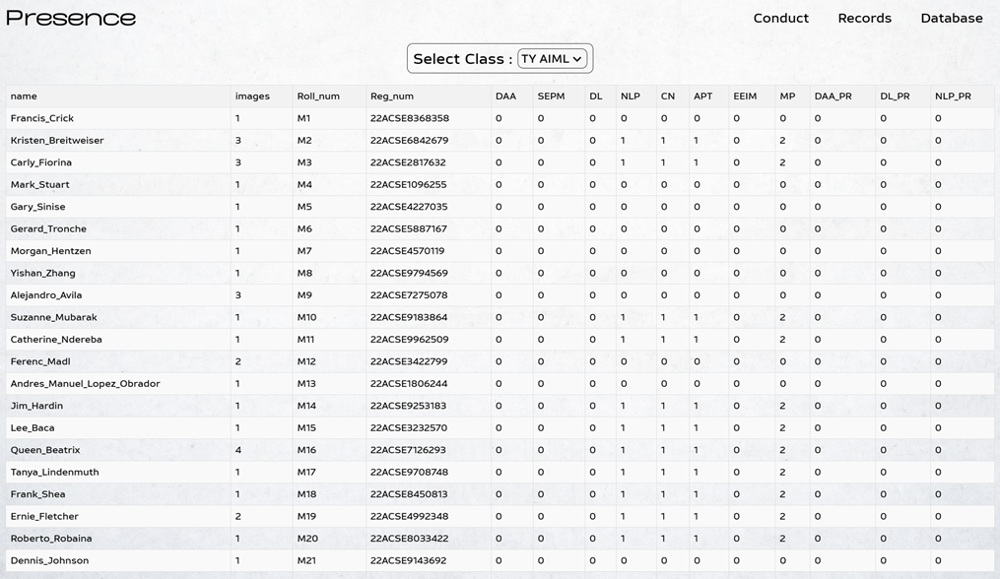 Presence Conduct Records Database
Select Class : TY AIML
name images Roll_num Reg_num DAA SEPM DL NLP CN APT EEIM MP DAA_PR DL_PR NLP_PR
Francis_Crick 1 M1 22ACSE8368358 0 0 0 0 0 0 0 0 0 0 0
Kristen_Breitweiser 3 M2 22ACSE6842679 0 0 0 1 1 1 0 2 0 0 0
Carly_Fiorina 3 M3 22ACSE2817632 0 0 0 1 1 1 0 2 0 0 0
Mark_Stuart 1 M4 22ACSE1096255 0 0 0 0 0 0 0 0 0 0 0
Gary_Sinise 1 M5 22ACSE4227035 0 0 0 0 0 0 0 0 0 0 0
Gerard_Tronche 1 M6 22ACSE5887167 0 0 0 0 0 0 0 0 0 0 0
Morgan_Hentzen 1 M7 22ACSE4570119 0 0 0 0 0 0 0 0 0 0 0
Yishan_Zhang 1 M8 22ACSE9794569 0 0 0 0 0 0 0 0 0 0 0
Alejandro_Avila 3 M9 22ACSE7275078 0 0 0 0 0 0 0 0 0 0 0
Suzanne_Mubarak 1 M10 22ACSE9183864 0 0 0 1 1 1 0 2 0 0 0
Catherine_Ndereba 1 M11 22ACSE9962509 0 0 0 1 1 1 0 2 0 0 0
Ferenc_Madl 2 M12 22ACSE3422799 0 0 0 0 0 0 0 0 0 0 0
Andres_Manuel_Lopez_Obrador 1 M13 22ACSE1806244 0 0 0 0 0 0 0 0 0 0 0
Jim_Hardin 1 M14 22ACSE9253183 0 0 0 1 1 1 0 2 0 0 0
Lee_Baca 1 M15 22ACSE3232570 0 0 0 1 1 1 0 2 0 0 0
Queen_Beatrix 4 M16 22ACSE7126293 0 0 0 1 1 1 0 2 0 0 0
Tanya_Lindenmuth 1 M17 22ACSE9708748 0 0 0 1 1 1 0 2 0 0 0
Frank_Shea 1 M18 22ACSE8450813 0 0 0 1 1 1 0 2 0 0 0
Ernie_Fletcher 2 M19 22ACSE4992348 0 0 0 1 1 1 0 2 0 0 0
Roberto_Robaina 1 M20 22ACSE8033422 0 0 0 1 1 1 0 2 0 0 0
Dennis_Johnson 1 M21 22ACSE9143692 0 0 0 0 0 0 0 0 0 0 0